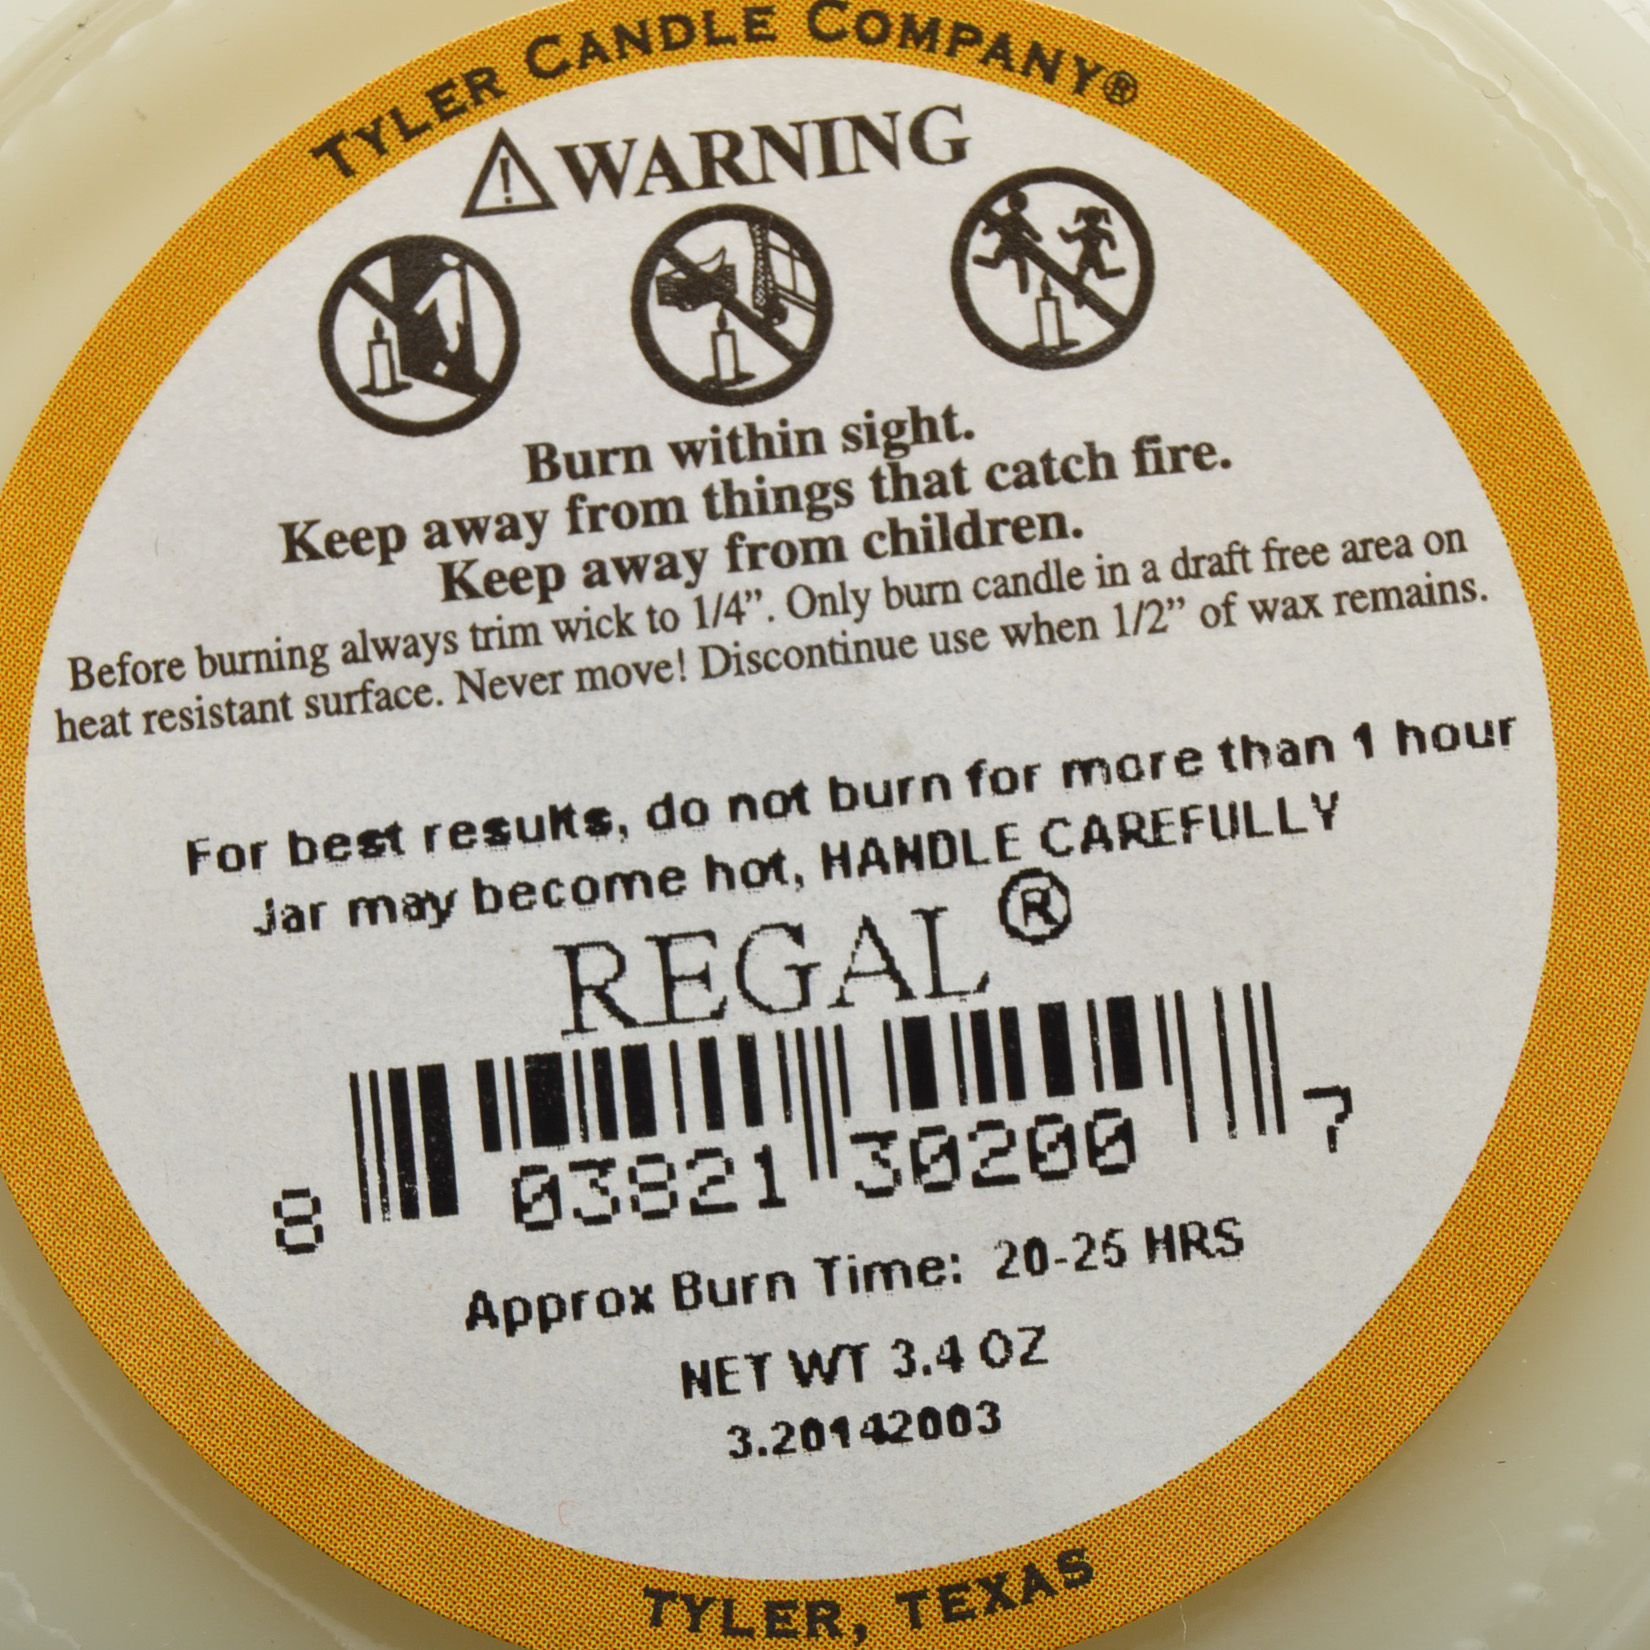 TYLER CANDLE COMPANY®
WARNING
Burn within sight.
Keep away from things that catch fire.
Keep away from children.
Before burning always trim wick to 1/4”. Only burn candle in a draft free area on
heat resistant surface. Never move! Discontinue use when 1/2” of wax remains.
For best results, do not burn for more than 1 hour
Jar may become hot, HANDLE CAREFULLY
REGAL®
8 03821 30200 7
Approx Burn Time: 20-25 HRS
NET WT 3.4 OZ
3.20142003
TYLER, TEXAS